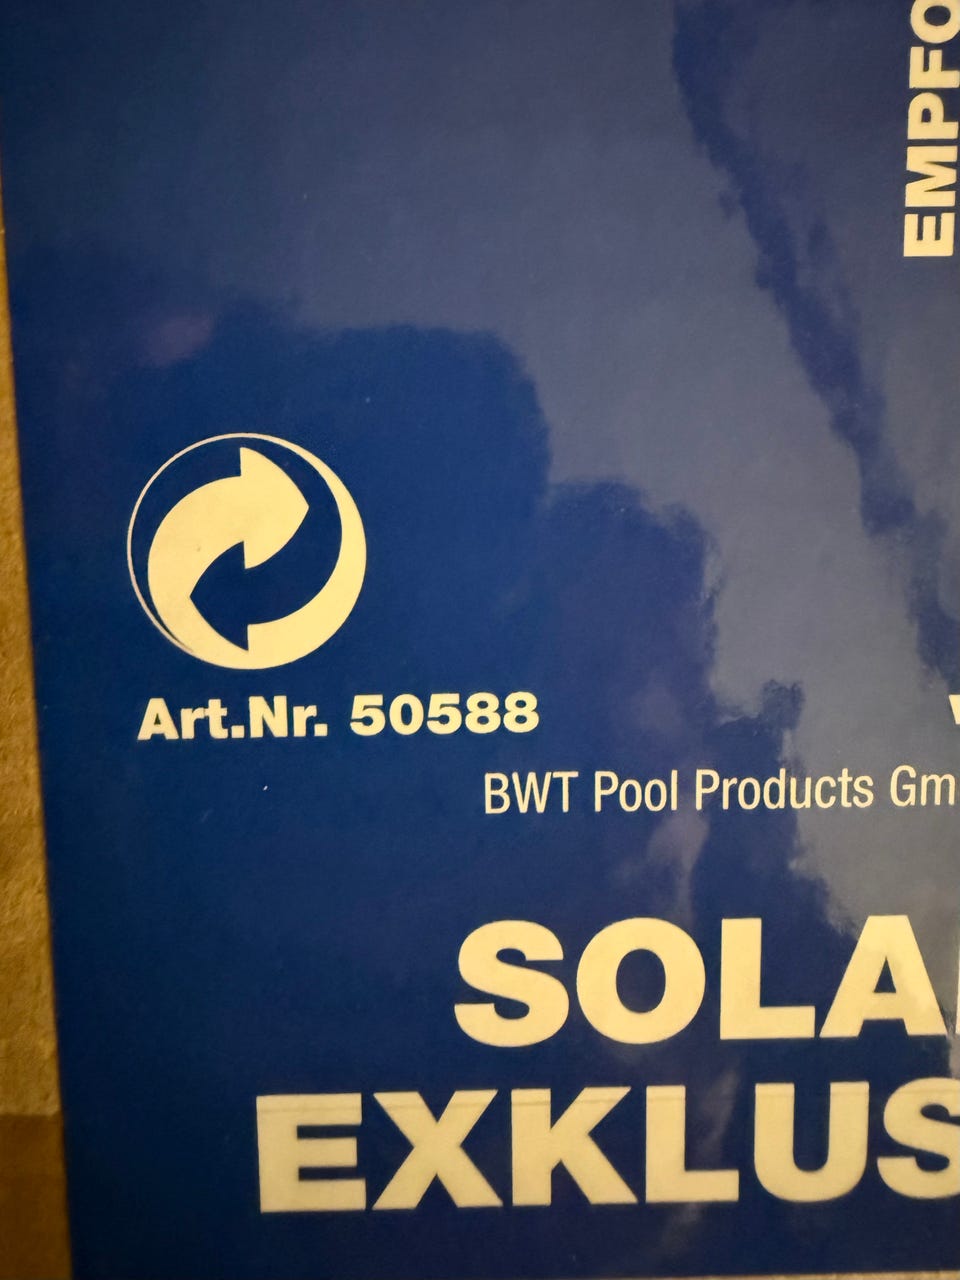 EMPFO
Art.Nr. 50588
BWT Pool Products Gm
SOLA
EXKLUS